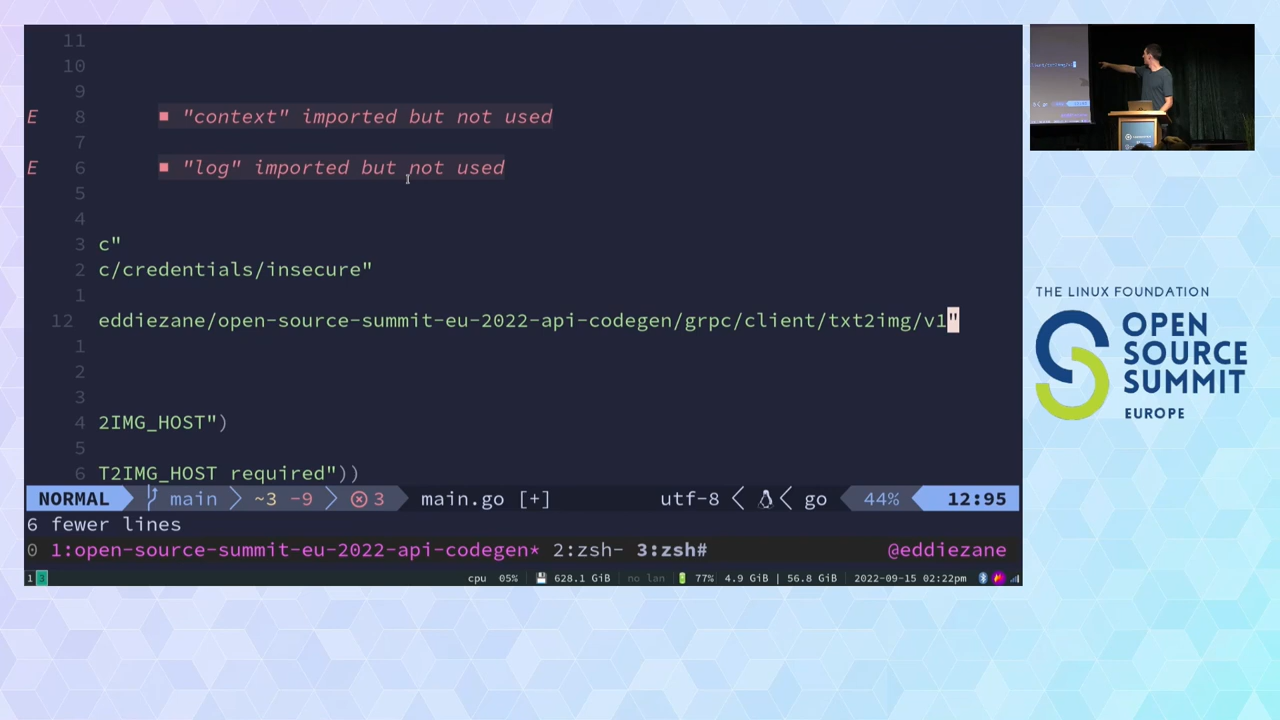 11
10
9
E 8 ■ "context" imported but not used
7
E 6 ■ "log" imported but not used
5
4
3 c"
2 c/credentials/insecure"
1
12 eddiezane/open-source-summit-eu-2022-api-codegen/grpc/client/txt2img/v1"
1
2
3
4 2IMG_HOST")
5
6 T2IMG_HOST required"))
NORMAL main ~3 -9 3 main.go [+] utf-8 go 44% 12:95
6 fewer lines
0 1:open-source-summit-eu-2022-api-codegen* 2:zsh- 3:zsh# @eddiezane
1 3 cpu 05% 628.1 GiB no lan 77% 4.9 GiB | 56.8 GiB 2022-09-15 02:22pm
THE LINUX FOUNDATION
OPEN
SOURCE
SUMMIT
EUROPE